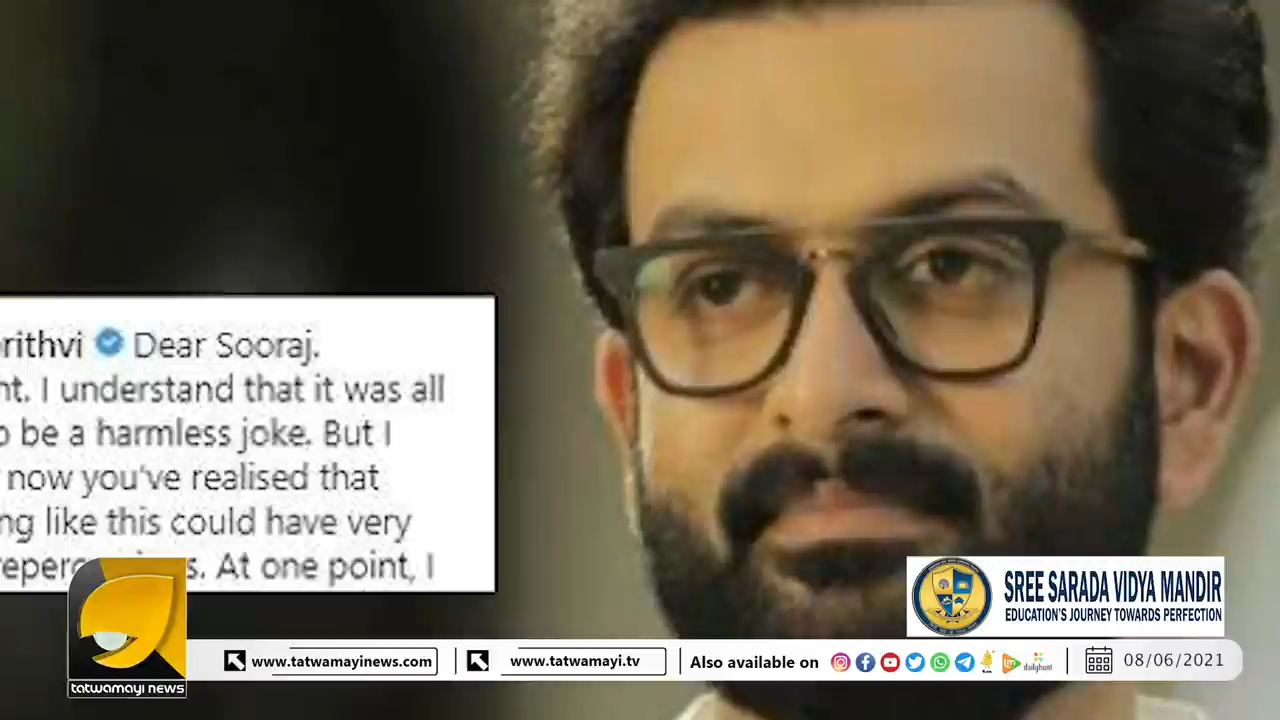 rithvi Dear Sooraj.
nt. I understand that it was all
o be a harmless joke. But I
now you've realised that
ng like this could have very
s. At one point, I
SREE SARADA VIDYA MANDIR
EDUCATION'S JOURNEY TOWARDS PERFECTION
www.tatwamayinews.com
www.tatwamayi.tv
Also available on
dailyhunt
08/06/2021
tatwamayi news